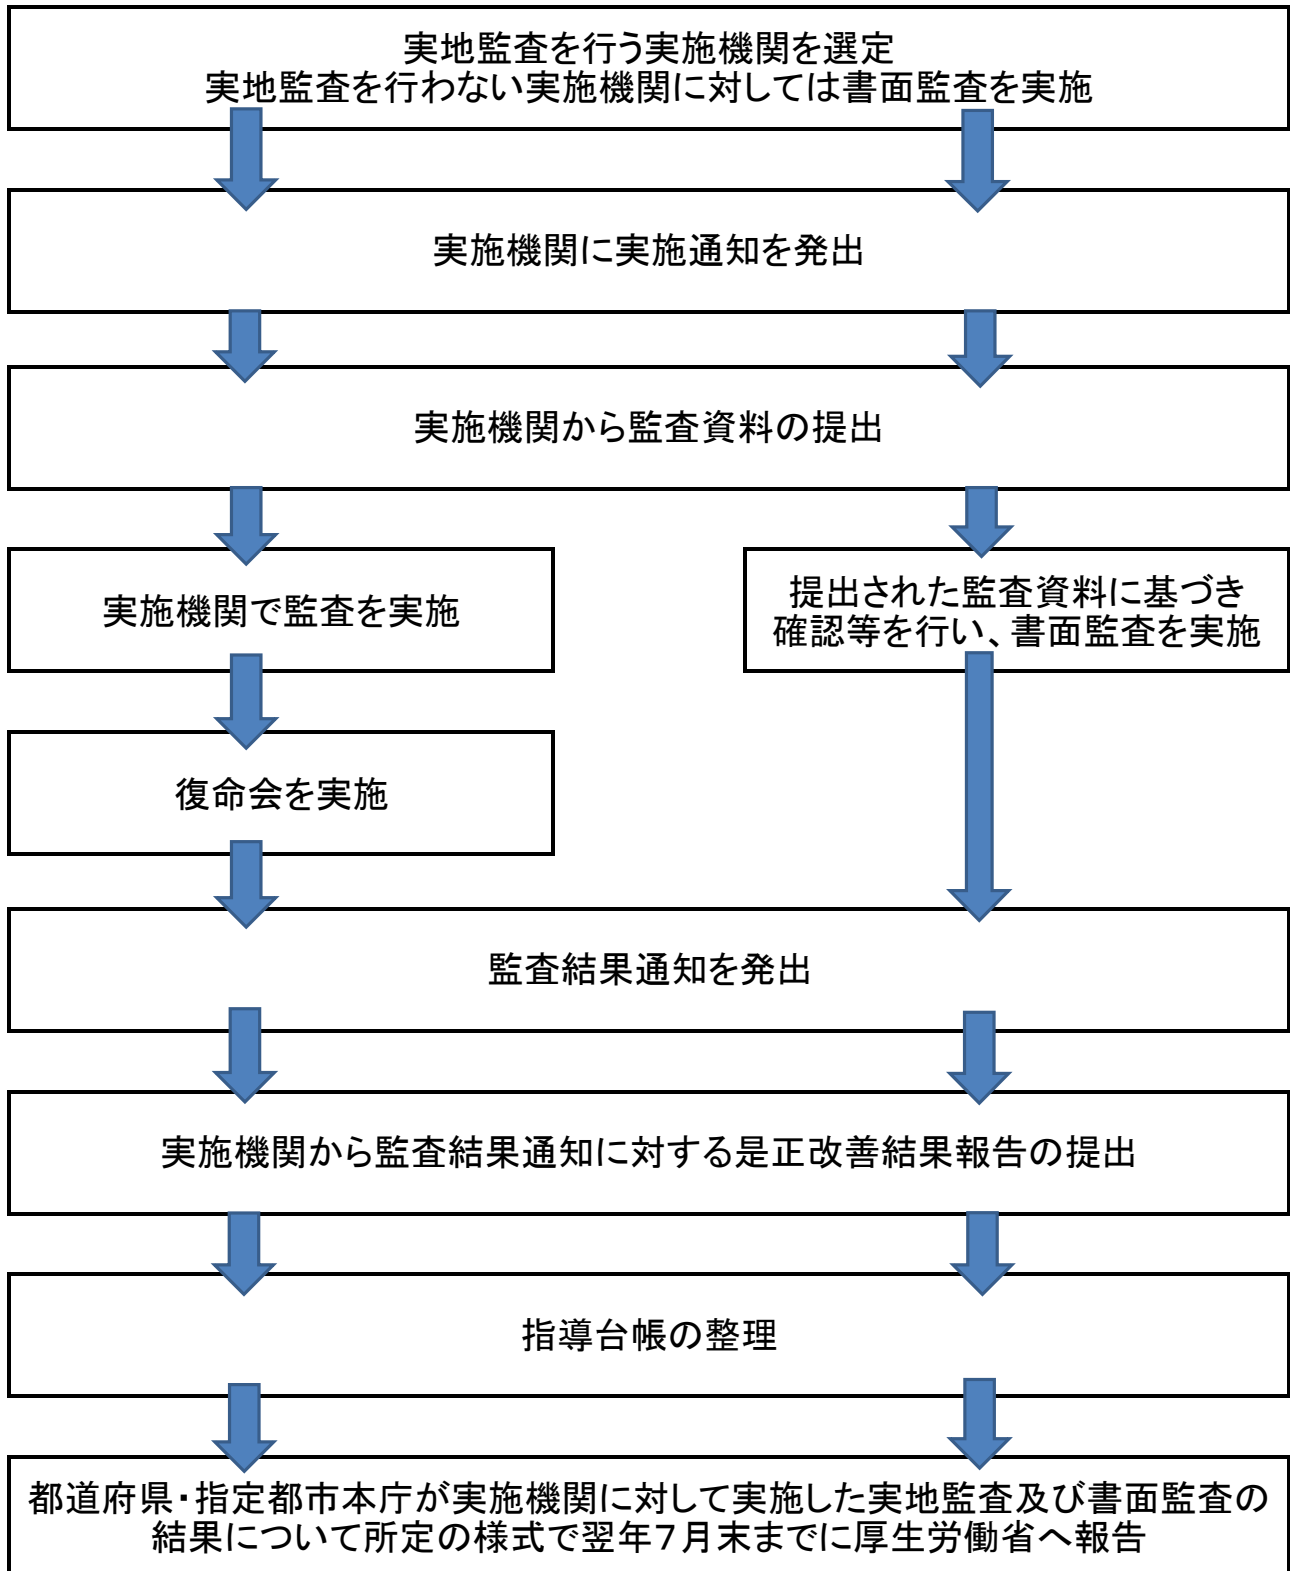 実地監査を行う実施機関を選定
実地監査を行わない実施機関に対しては書面監査を実施
実施機関に実施通知を発出
実施機関から監査資料の提出
実施機関で監査を実施
提出された監査資料に基づき
確認等を行い、書面監査を実施
復命会を実施
監査結果通知を発出
実施機関から監査結果通知に対する是正改善結果報告の提出
指導台帳の整理
都道府県・指定都市本庁が実施機関に対して実施した実地監査及び書面監査の
結果について所定の様式で翌年７月末までに厚生労働省へ報告